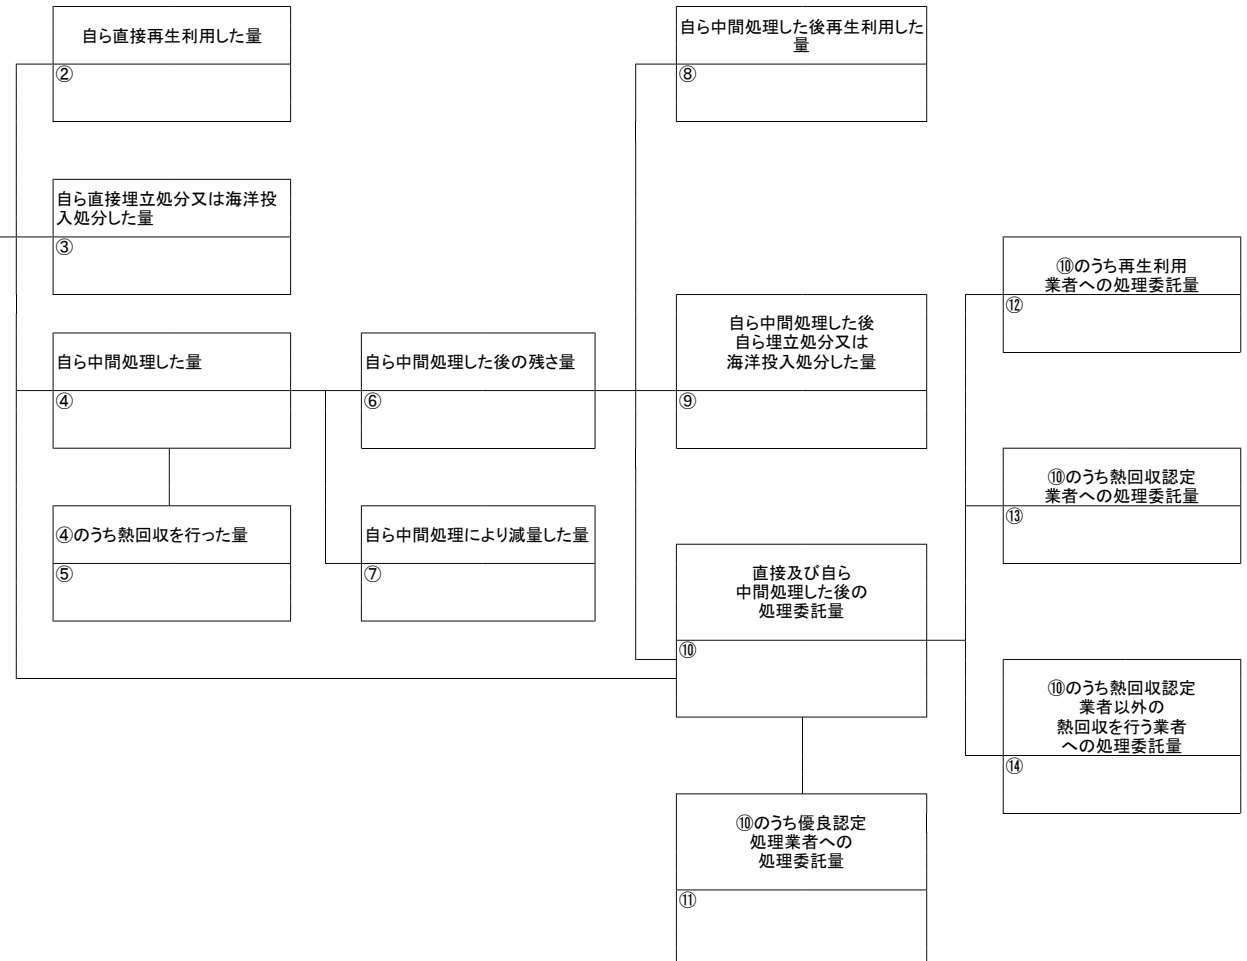 自ら直接再生利用した量
②
自ら中間処理した後再生利用した
量
⑧
自ら直接埋立処分又は海洋投
入処分した量
③
⑩のうち再生利用
業者への処理委託量
⑫
自ら中間処理した量
④
自ら中間処理した後の残さ量
⑥
自ら中間処理した後
自ら埋立処分又は
海洋投入処分した量
⑨
⑩のうち熱回収認定
業者への処理委託量
⑬
④のうち熱回収を行った量
⑤
自ら中間処理により減量した量
⑦
直接及び自ら
中間処理した後の
処理委託量
⑩
⑩のうち熱回収認定
業者以外の
熱回収を行う業者
への処理委託量
⑭
⑩のうち優良認定
処理業者への
処理委託量
⑪